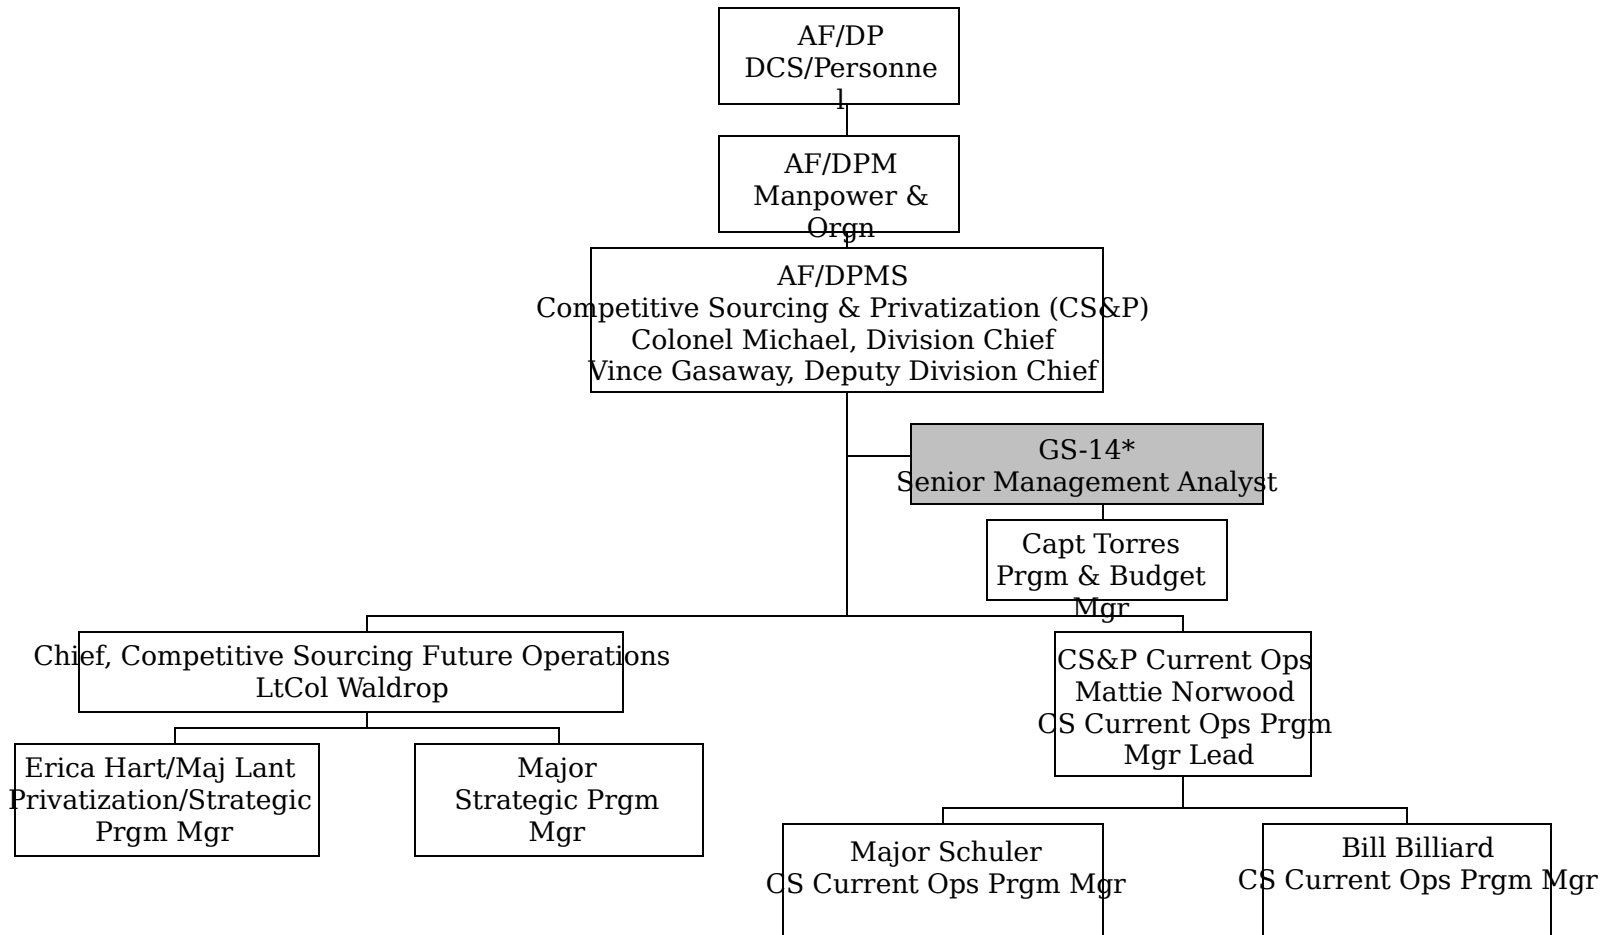 AF/DP
DCS/Personne
l
AF/DPM
Manpower &
Orgn
AF/DPMS
Competitive Sourcing & Privatization (CS&P)
Colonel Michael, Division Chief
Vince Gasaway, Deputy Division Chief
GS-14*
Senior Management Analyst
Capt Torres
Prgm & Budget
Mgr
Chief, Competitive Sourcing Future Operations
LtCol Waldrop
CS&P Current Ops
Mattie Norwood
CS Current Ops Prgm
Mgr Lead
Erica Hart/Maj Lant
Privatization/Strategic
Prgm Mgr
Major
Strategic Prgm
Mgr
Major Schuler
CS Current Ops Prgm Mgr
Bill Billiard
CS Current Ops Prgm Mgr